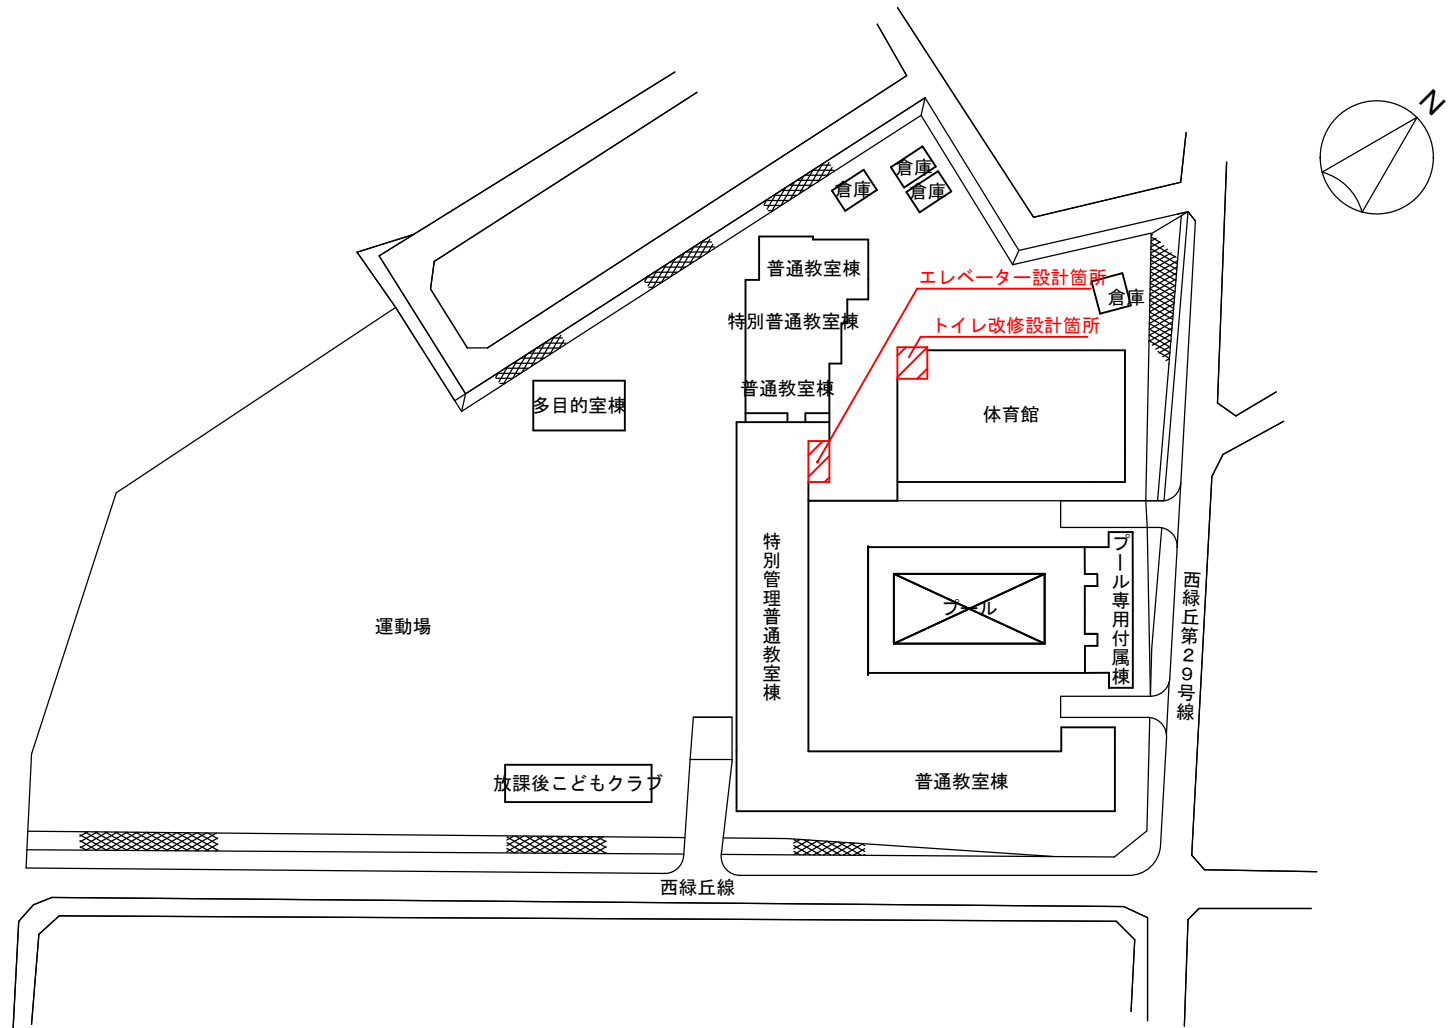 N
倉庫
倉庫
倉庫
普通教室棟
エレベーター設計箇所
倉庫
特別普通教室棟
トイレ改修設計箇所
普通教室棟
多目的室棟
体育館
特別管理普通教室棟
プール専用付属棟
西緑丘第29号線
プール
運動場
放課後こどもクラブ
普通教室棟
西緑丘線